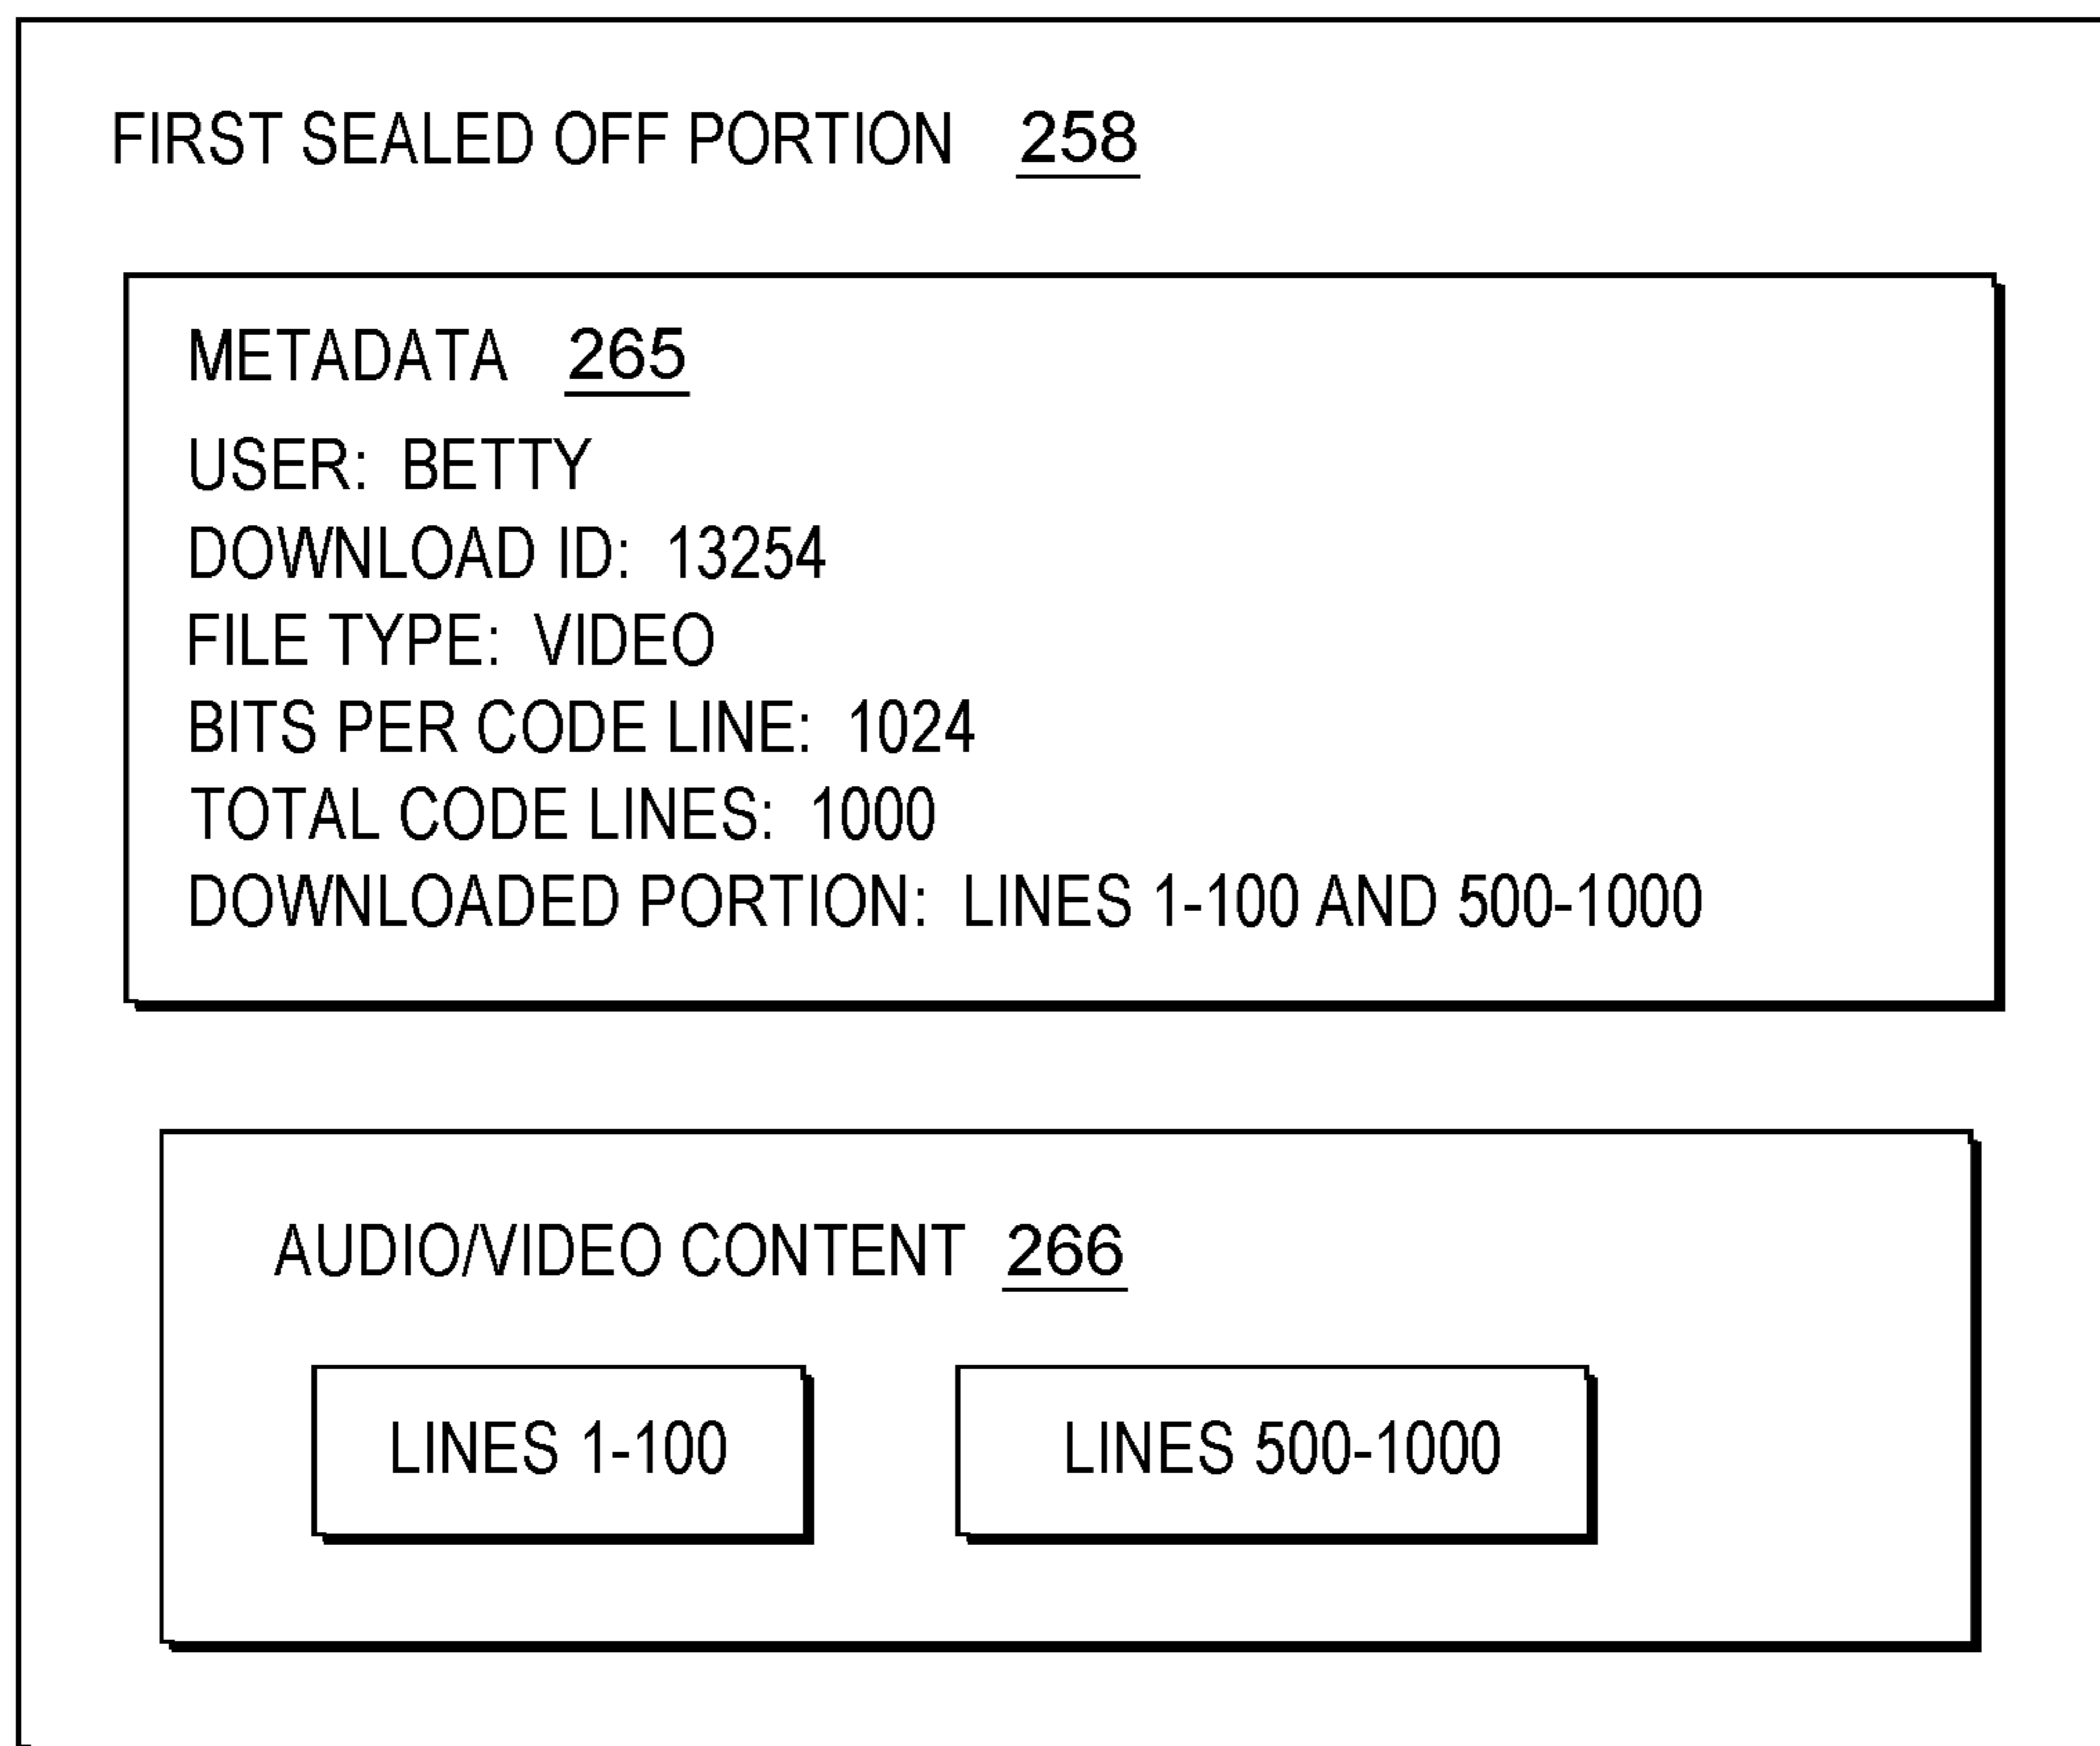 FIRST SEALED OFF PORTION 258
METADATA 265
USER: BETTY
DOWNLOAD ID: 13254
FILE TYPE: VIDEO
BITS PER CODE LINE: 1024
TOTAL CODE LINES: 1000
DOWNLOADED PORTION: LINES 1-100 AND 500-1000
AUDIO/VIDEO CONTENT 266
LINES 1-100
LINES 500-1000